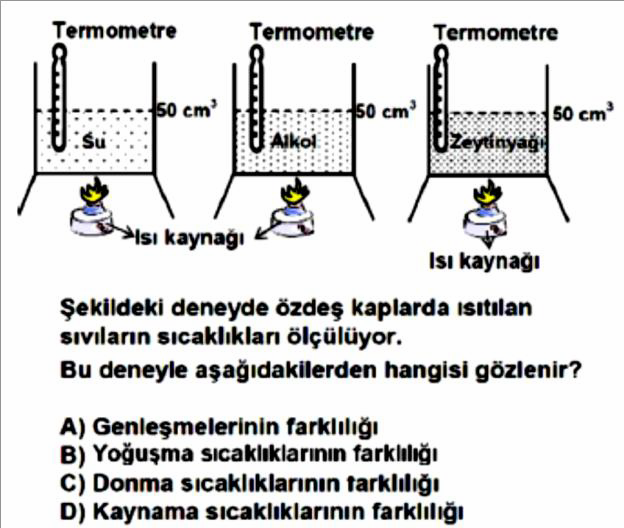 Termometre Termometre Termometre
50 cm³ 50 cm³ 50 cm³
Su Alkol Zeytinyağı
Isı kaynağı
Isı kaynağı
Şekildeki deneyde özdeş kaplarda ısıtılan
sıvıların sıcaklıkları ölçülüyor.
Bu deneyle aşağıdakilerden hangisi gözlenir?
A) Genleşmelerinin farklılığı
B) Yoğuşma sıcaklıklarının farklılığı
C) Donma sıcaklıklarının farklılığı
D) Kaynama sıcaklıklarının farklılığı